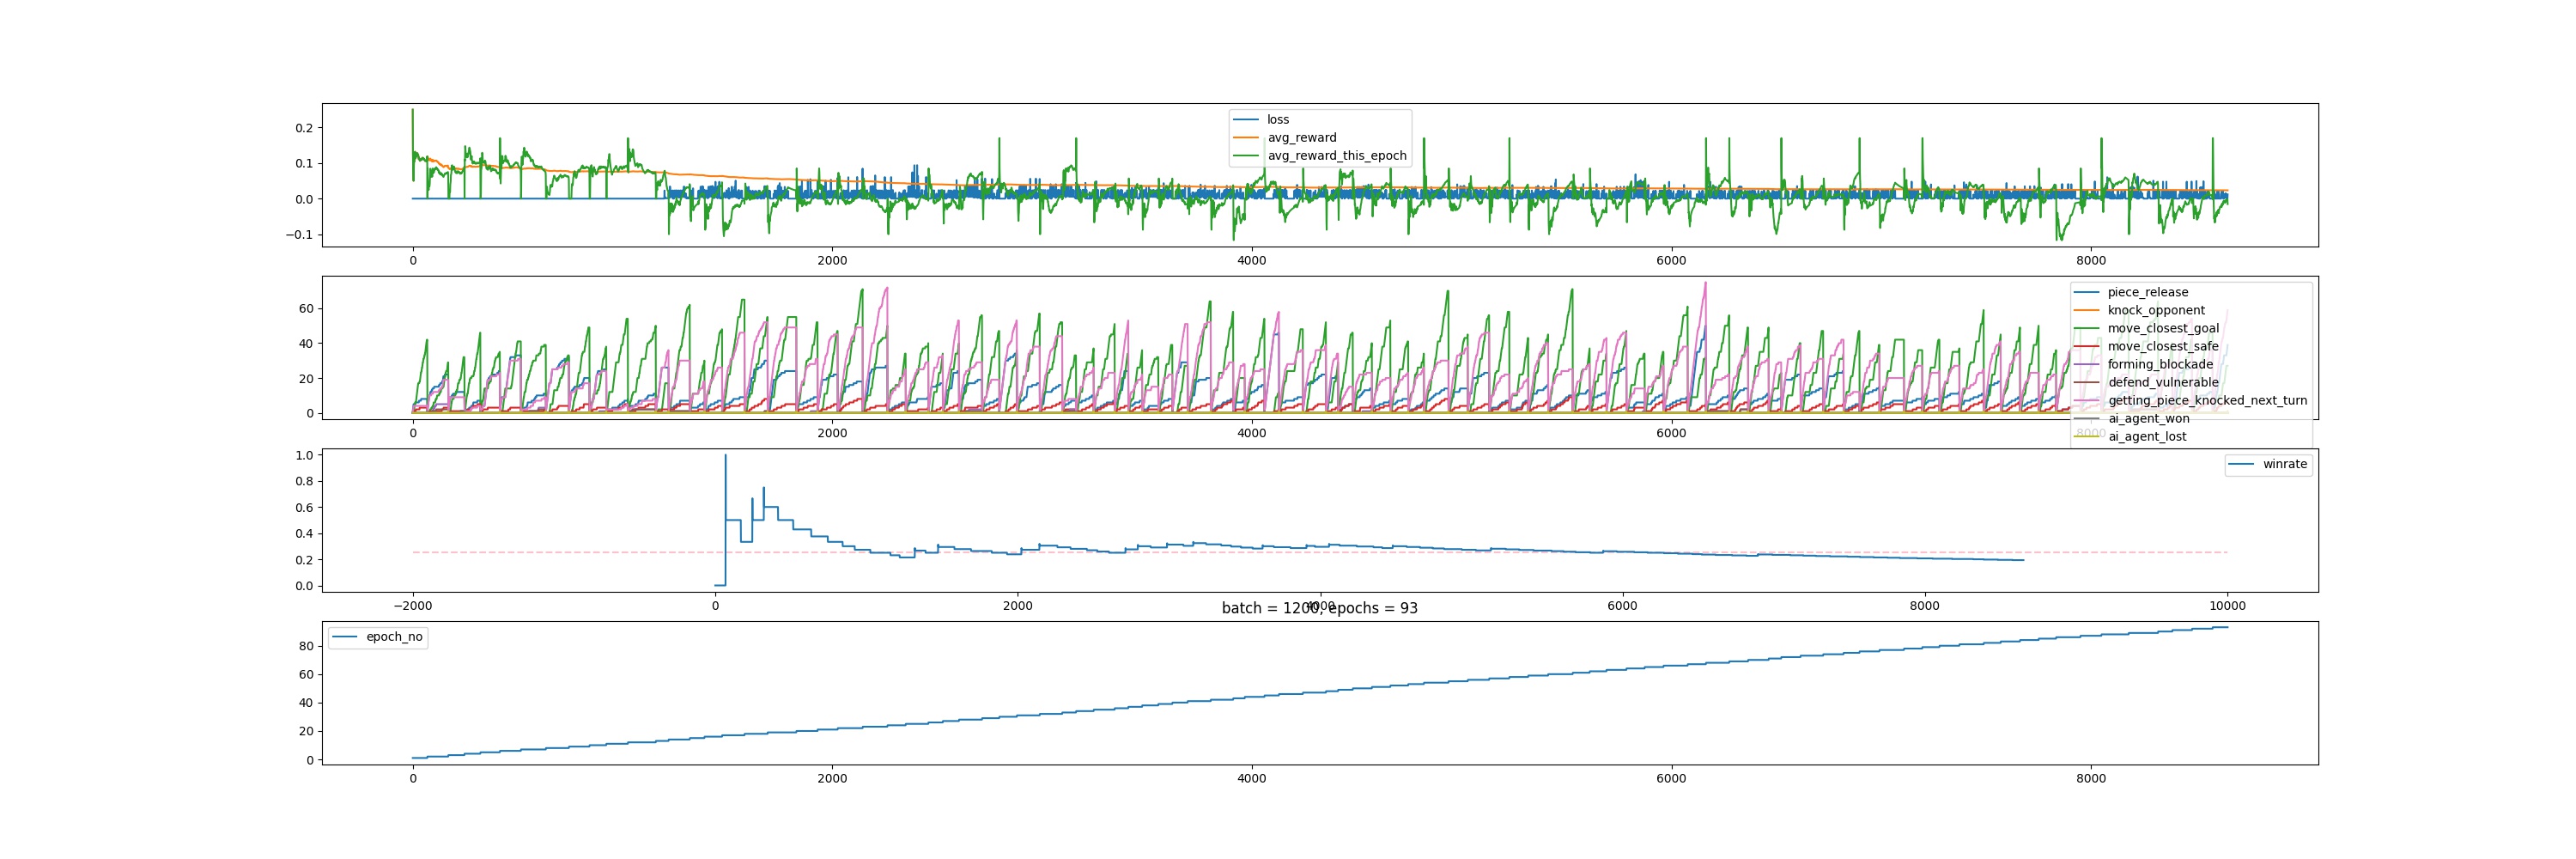 0.2
0.1
0.0
−0.1
loss
avg_reward
avg_reward_this_epoch
0 2000 4000 6000 8000
60
40
20
0
piece_release
knock_opponent
move_closest_goal
move_closest_safe
forming_blockade
defend_vulnerable
getting_piece_knocked_next_turn
ai_agent_won
ai_agent_lost
0 2000 4000 6000 8000
1.0
0.8
0.6
0.4
0.2
0.0
winrate
−2000 0 2000 4000 6000 8000 10000
batch = 1200, epochs = 93
80
60
40
20
0
epoch_no
0 2000 4000 6000 8000